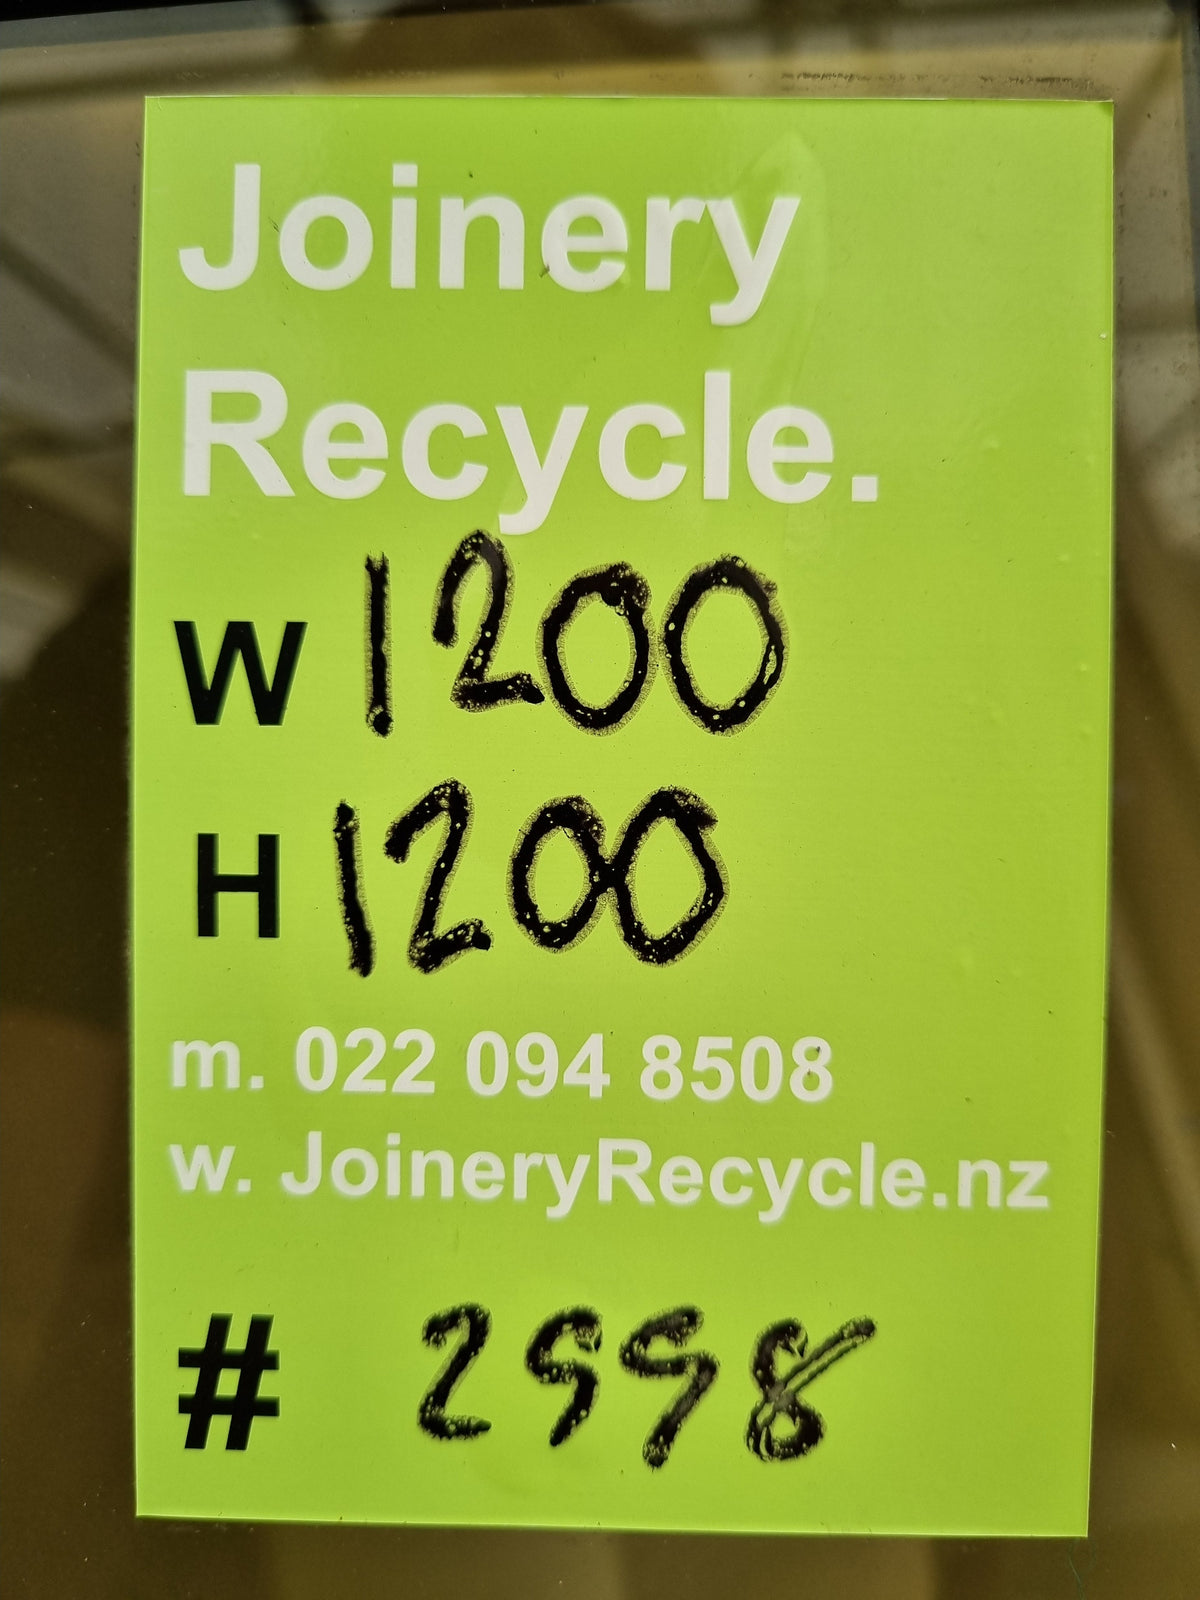 Joinery
Recycle.
W 1200
H 1200
m. 022 094 8508
w. JoineryRecycle.nz
# 2998